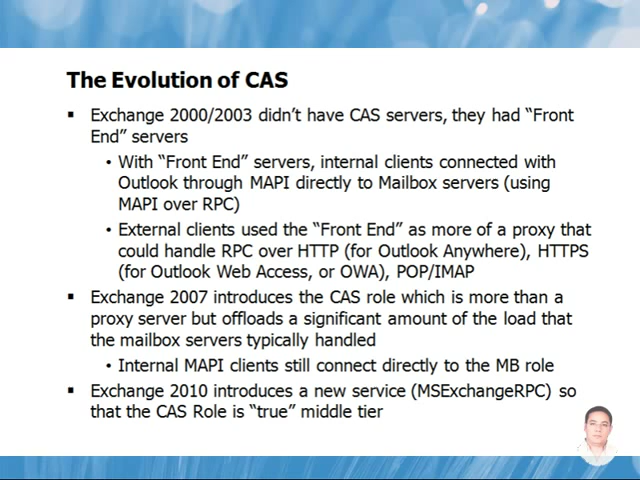 The Evolution of CAS
▪ Exchange 2000/2003 didn't have CAS servers, they had “Front
End” servers
• With “Front End” servers, internal clients connected with
Outlook through MAPI directly to Mailbox servers (using
MAPI over RPC)
• External clients used the “Front End” as more of a proxy that
could handle RPC over HTTP (for Outlook Anywhere), HTTPS
(for Outlook Web Access, or OWA), POP/IMAP
▪ Exchange 2007 introduces the CAS role which is more than a
proxy server but offloads a significant amount of the load that
the mailbox servers typically handled
• Internal MAPI clients still connect directly to the MB role
▪ Exchange 2010 introduces a new service (MSExchangeRPC) so
that the CAS Role is “true” middle tier